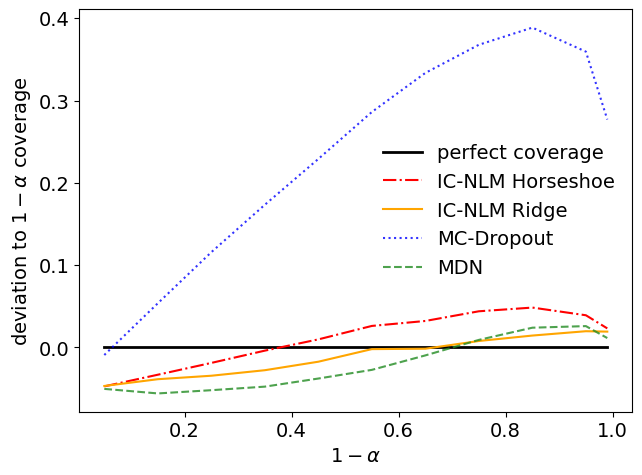 0.4
0.3
0.2
0.1
0.0
deviation to 1 − α coverage
perfect coverage
IC-NLM Horseshoe
IC-NLM Ridge
MC-Dropout
MDN
0.2 0.4 0.6 0.8 1.0
1 − α